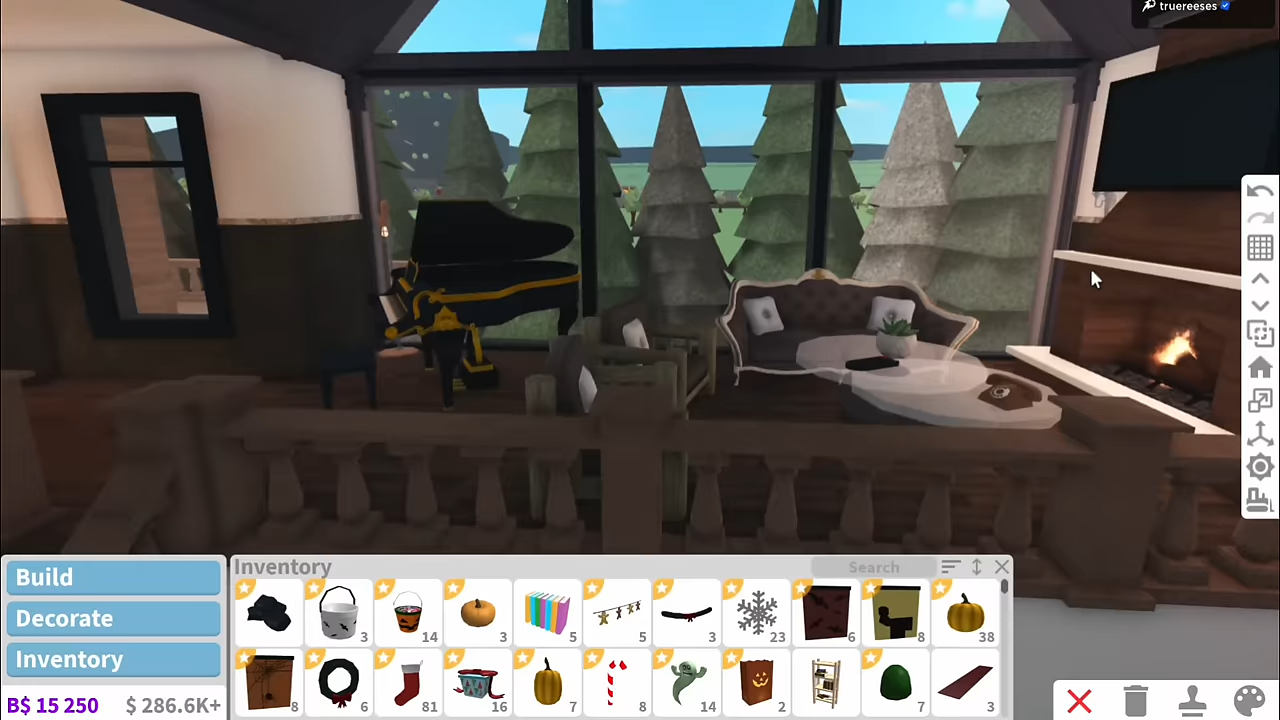 truereeses
Inventory
Search
Build
Decorate
Inventory
B$ 15 250
$ 286.6K+
3
14
3
5
5
3
23
6
8
38
8
6
81
16
7
8
14
2
7
3